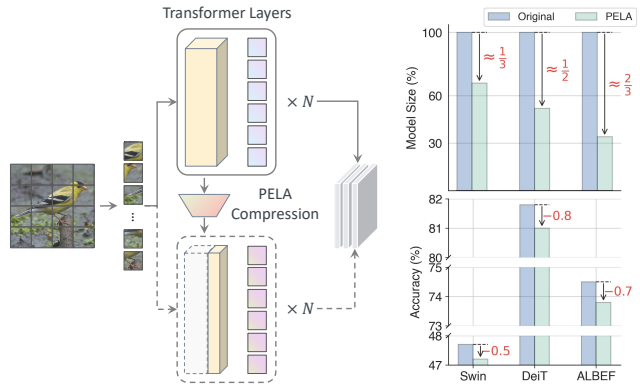 Transformer Layers
× N
PELA
Compression
× N
Original
PELA
Model Size (%)
100
60
30
≈ 1/3
≈ 1/2
≈ 2/3
Accuracy (%)
82
81
80
75
74
73
48
47
−0.8
−0.7
−0.5
Swin
DeiT
ALBEF